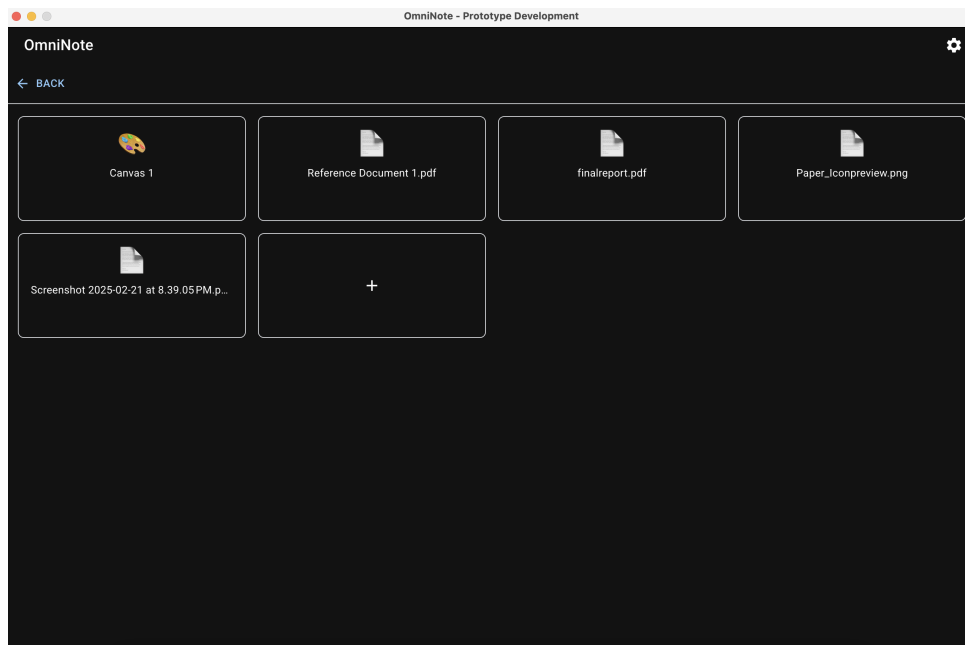 OmniNote - Prototype Development
OmniNote
BACK
Canvas 1
Reference Document 1.pdf
finalreport.pdf
Paper_Iconpreview.png
Screenshot 2025-02-21 at 8.39.05 PM.p...
+